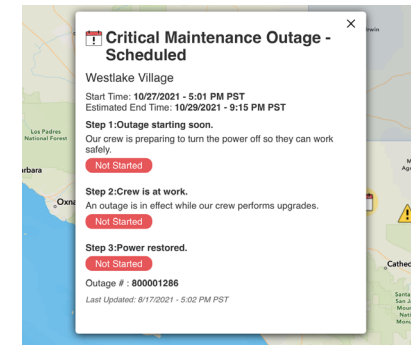 Critical Maintenance Outage -
Scheduled
Westlake Village
Start Time: 10/27/2021 - 5:01 PM PST
Estimated End Time: 10/29/2021 - 9:15 PM PST
Step 1:Outage starting soon.
Our crew is preparing to turn the power off so they can work
safely.
Not Started
Step 2:Crew is at work.
An outage is in effect while our crew performs upgrades.
Not Started
Step 3:Power restored.
Not Started
Outage # : 800001286
Last Updated: 8/17/2021 - 5:02 PM PST
Los Padres
National Forest
rbara
Oxna
rwin
Cathed